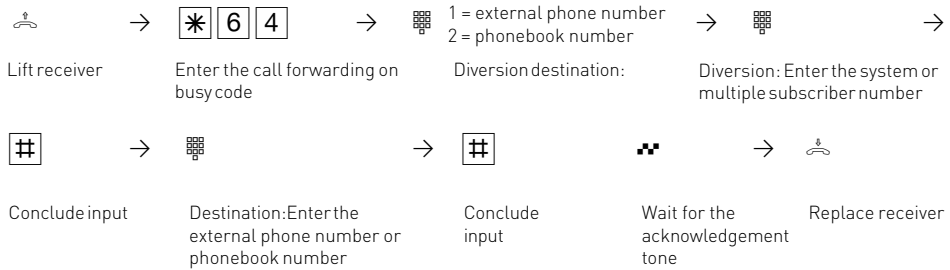 * 6 4
1 = external phone number
2 = phonebook number
Lift receiver
Enter the call forwarding on
busy code
Diversion destination:
Diversion: Enter the system or
multiple subscriber number
#
#
Conclude input
Destination: Enter the
external phone number or
phonebook number
Conclude
input
Wait for the
acknowledgement
tone
Replace receiver